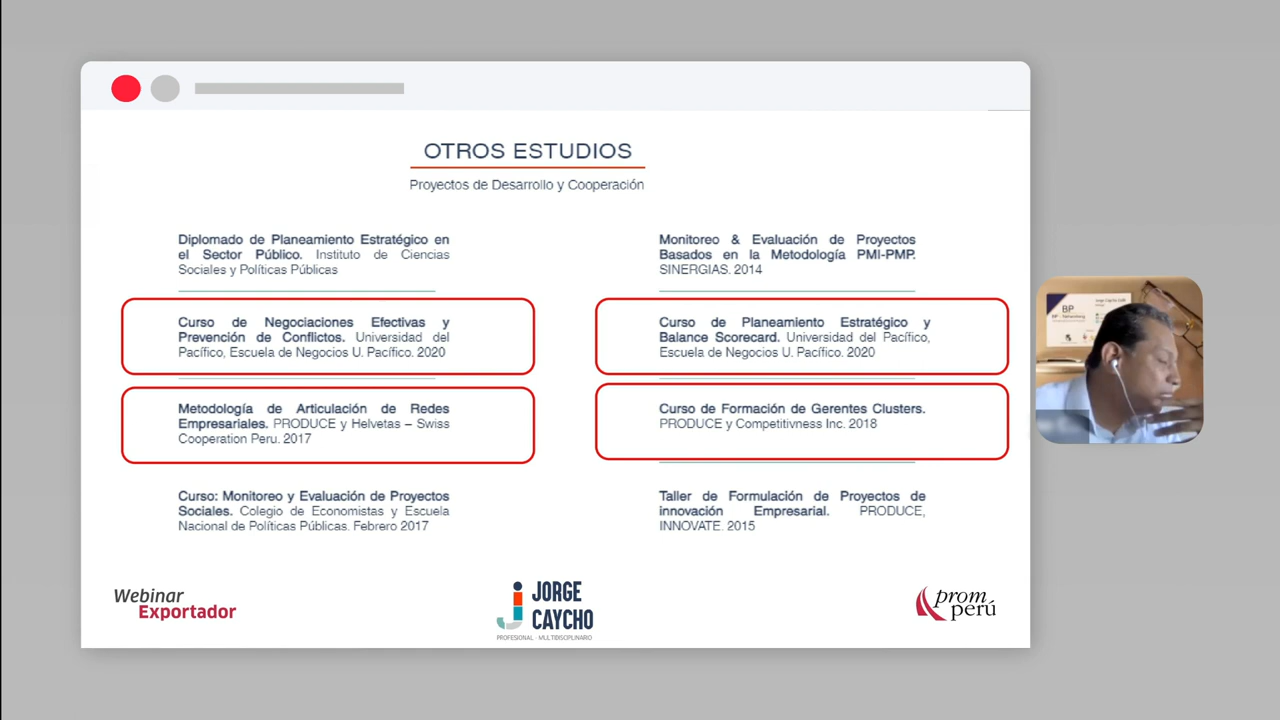 OTROS ESTUDIOS
Proyectos de Desarrollo y Cooperación
Diplomado de Planeamiento Estratégico en
el Sector Público. Instituto de Ciencias
Sociales y Políticas Públicas
Curso de Negociaciones Efectivas y
Prevención de Conflictos. Universidad del
Pacífico, Escuela de Negocios U. Pacífico. 2020
Metodología de Articulación de Redes
Empresariales. PRODUCE y Helvetas – Swiss
Cooperation Peru. 2017
Curso: Monitoreo y Evaluación de Proyectos
Sociales. Colegio de Economistas y Escuela
Nacional de Políticas Públicas. Febrero 2017
Monitoreo & Evaluación de Proyectos
Basados en la Metodología PMI-PMP.
SINERGIAS. 2014
Curso de Planeamiento Estratégico y
Balance Scorecard. Universidad del Pacífico,
Escuela de Negocios U. Pacífico. 2020
Curso de Formación de Gerentes Clusters.
PRODUCE y Competitivness Inc. 2018
Taller de Formulación de Proyectos de
innovación Empresarial. PRODUCE,
INNOVATE. 2015
Webinar
Exportador
JORGE
CAYCHO
PROFESIONAL - MULTIDISCIPLINARIO
prom
perú
BP